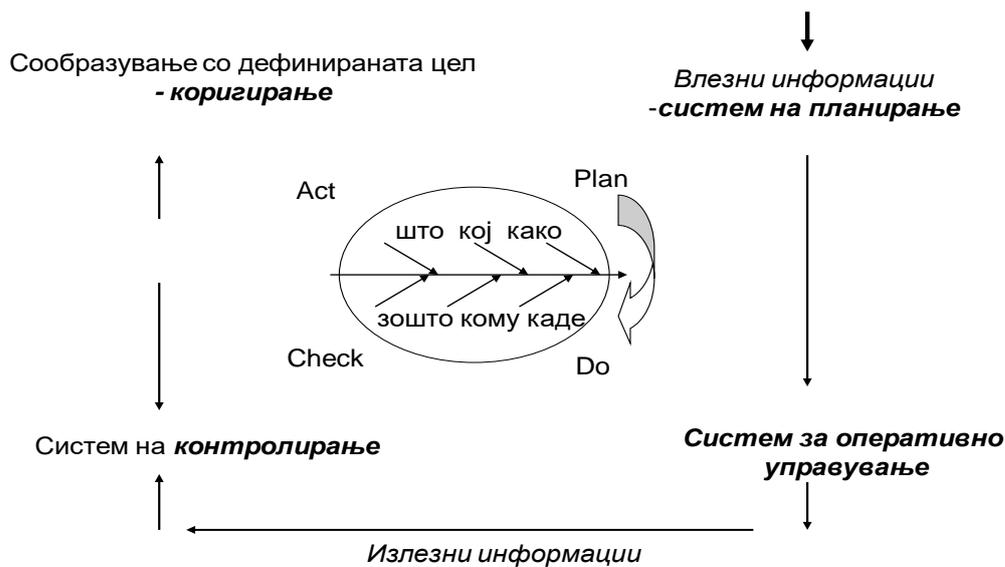 Сообразување со дефинираната цел
- коригирање
Влезни информации
-систем на планирање
Act
Plan
што кој како
зошто кому каде
Check
Do
Систем на контролирање
Систем за оперативно
управување
Излезни информации